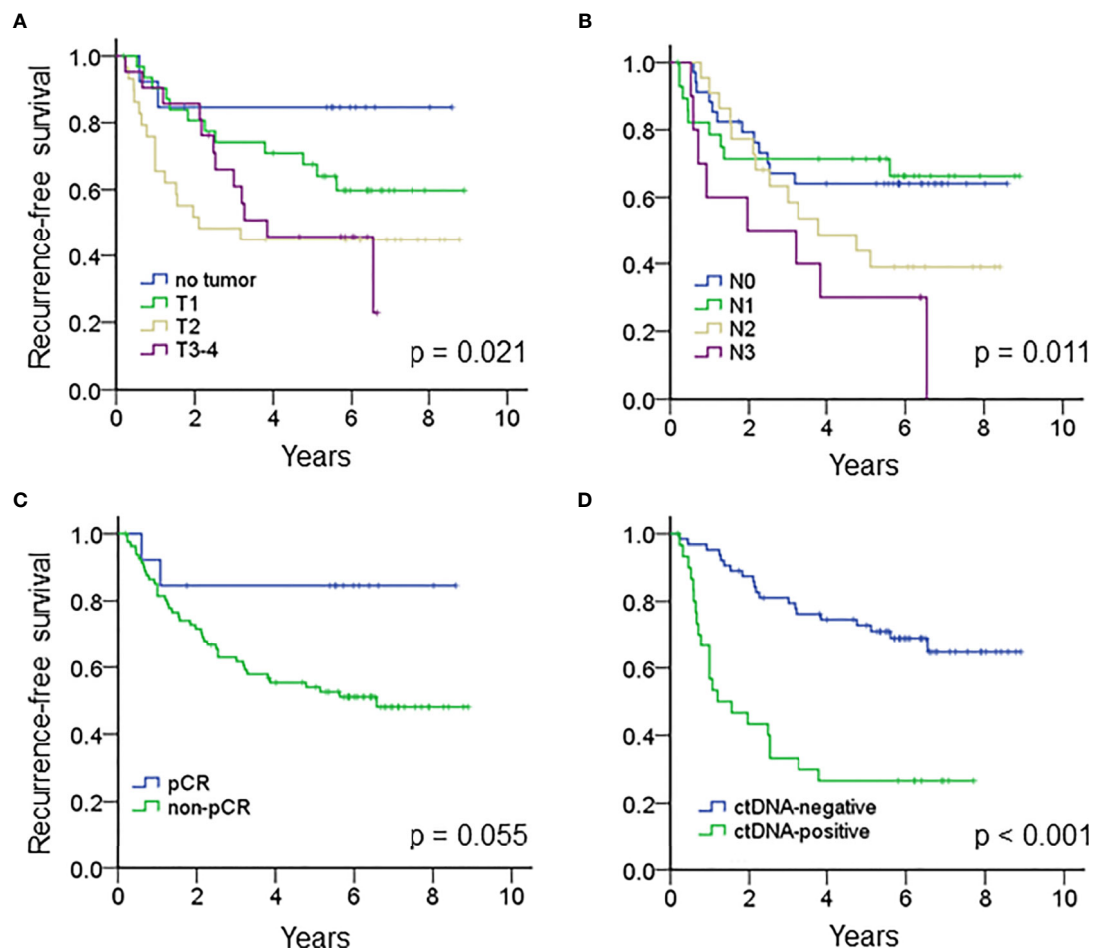 A
Recurrence-free survival
1.0
0.8
0.6
0.4
0.2
0.0
no tumor
T1
T2
T3-4
p = 0.021
0 2 4 6 8 10
Years
B
1.0
0.8
0.6
0.4
0.2
0.0
N0
N1
N2
N3
p = 0.011
0 2 4 6 8 10
Years
C
Recurrence-free survival
1.0
0.8
0.6
0.4
0.2
0.0
pCR
non-pCR
p = 0.055
0 2 4 6 8 10
Years
D
1.0
0.8
0.6
0.4
0.2
0.0
ctDNA-negative
ctDNA-positive
p < 0.001
0 2 4 6 8 10
Years